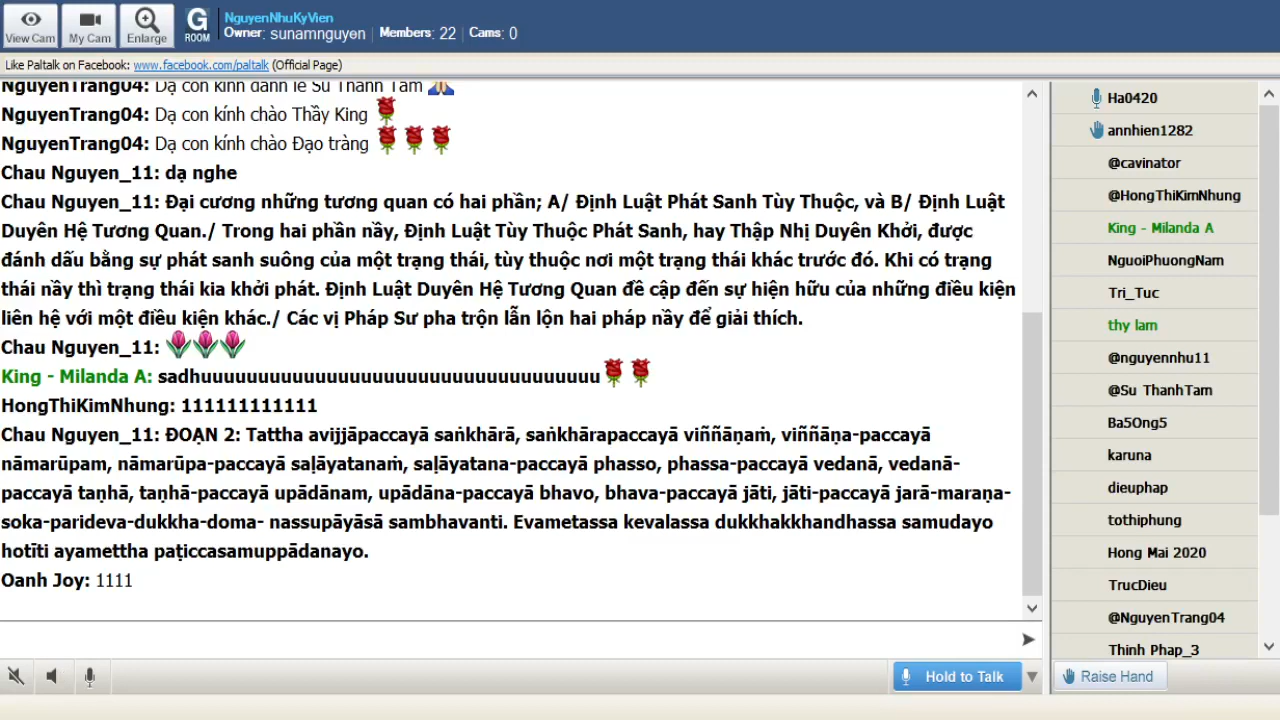 View Cam
My Cam
Enlarge
G
ROOM
NguyenNhuKyVien
Owner: sunamnguyen | Members: 22 | Cams: 0
Like Paltalk on Facebook: www.facebook.com/paltalk (Official Page)
NguyenTrang04: Dạ con kính đảnh lễ Sư Thanh Tâm
NguyenTrang04: Dạ con kính chào Thầy King
NguyenTrang04: Dạ con kính chào Đạo tràng
Chau Nguyen_11: dạ nghe
Chau Nguyen_11: Đại cương những tương quan có hai phần; A/ Định Luật Phát Sanh Tùy Thuộc, và B/ Định Luật
Duyên Hệ Tương Quan./ Trong hai phần nầy, Định Luật Tùy Thuộc Phát Sanh, hay Thập Nhị Duyên Khởi, được
đánh dấu bằng sự phát sanh suông của một trạng thái, tùy thuộc nơi một trạng thái khác trước đó. Khi có trạng
thái nầy thì trạng thái kia khởi phát. Định Luật Duyên Hệ Tương Quan đề cập đến sự hiện hữu của những điều kiện
liên hệ với một điều kiện khác./ Các vị Pháp Sư pha trộn lẫn lộn hai pháp nầy để giải thích.
Chau Nguyen_11:
King - Milanda A: sadhuuuuuuuuuuuuuuuuuuuuuuuuuuuuuuuuuuu
HongThiKimNhung: 111111111111
Chau Nguyen_11: ĐOẠN 2: Tattha avijjāpaccayā saṅkhārā, saṅkhārapaccayā viññāṇaṁ, viññāṇa-paccayā
nāmarūpam, nāmarūpa-paccayā saḷāyatanaṁ, saḷāyatana-paccayā phasso, phassa-paccayā vedanā, vedanā-
paccayā taṇhā, taṇhā-paccayā upādānam, upādāna-paccayā bhavo, bhava-paccayā jāti, jāti-paccayā jarā-maraṇa-
soka-parideva-dukkha-doma- nassupāyāsā sambhavanti. Evametassa kevalassa dukkhakkhandhassa samudayo
hotīti ayamettha paṭiccasamuppādanayo.
Oanh Joy: 1111
Hold to Talk
Ha0420
annhien1282
@cavinator
@HongThiKimNhung
King - Milanda A
NguoiPhuongNam
Tri_Tuc
thy lam
@nguyennhu11
@Su ThanhTam
Ba5Ong5
karuna
dieuphap
tothiphung
Hong Mai 2020
TrucDieu
@NguyenTrang04
Thinh Phap_3
Raise Hand